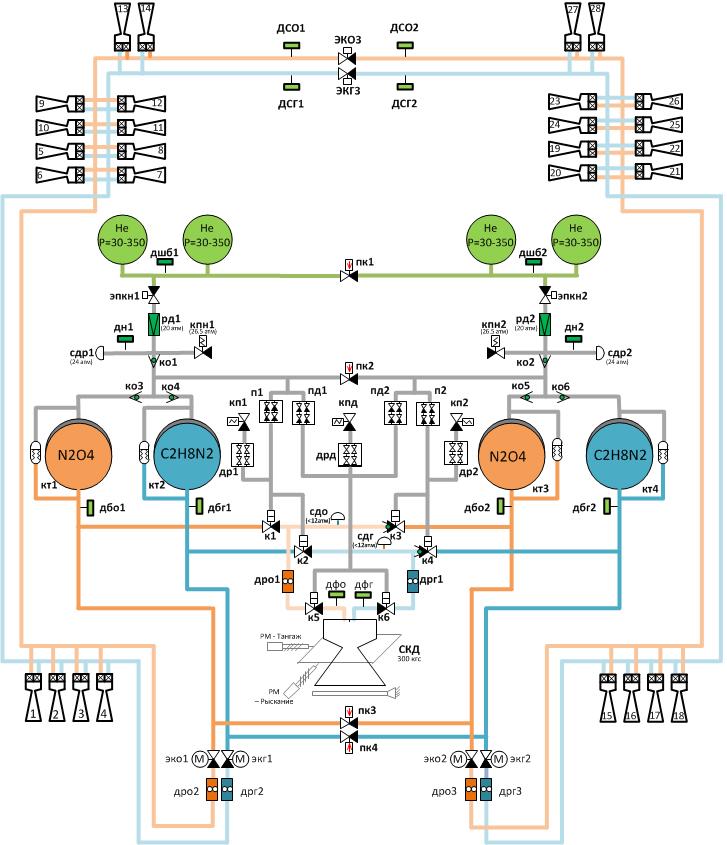 13 14 27 28
ДСО1 ЭКО3 ДСО2
ДСГ1 ЭКГ3 ДСГ2
9 12 23 26
10 11 24 25
5 8 19 22
6 7 20 21
He He He He
P=30-350 P=30-350 P=30-350 P=30-350
дшб1 пк1 дшб2
эпкн1 эпкн2
рд1 кпн1 кпн2 рд2
(20 атм) (26.5 атм) (26.5 атм) (20 атм)
дн1 дн2
сдр1 сдр2
(24 атм) (24 атм)
ко1 пк2 ко2
ко3 ко4 кп1 п1 пд1 кпд пд2 п2 кп2 ко5 ко6
N2O4 C2H8N2 N2O4 C2H8N2
др1 дрд др2
кт1 кт2 кт3 кт4
дбо1 дбг1 дбо2 дбг2
сдо
(<12атм)
к1 к3
сдг
(<12атм)
к2 к4
дро1 дфо дфг дрг1
к5 к6
РМ - Тангаж СКД
300 кгс
РМ
– Рыскание
1 2 3 4 15 16 17 18
пк3
пк4
эко1 М М экг1 эко2 М М экг2
дро2 дрг2 дро3 дрг3